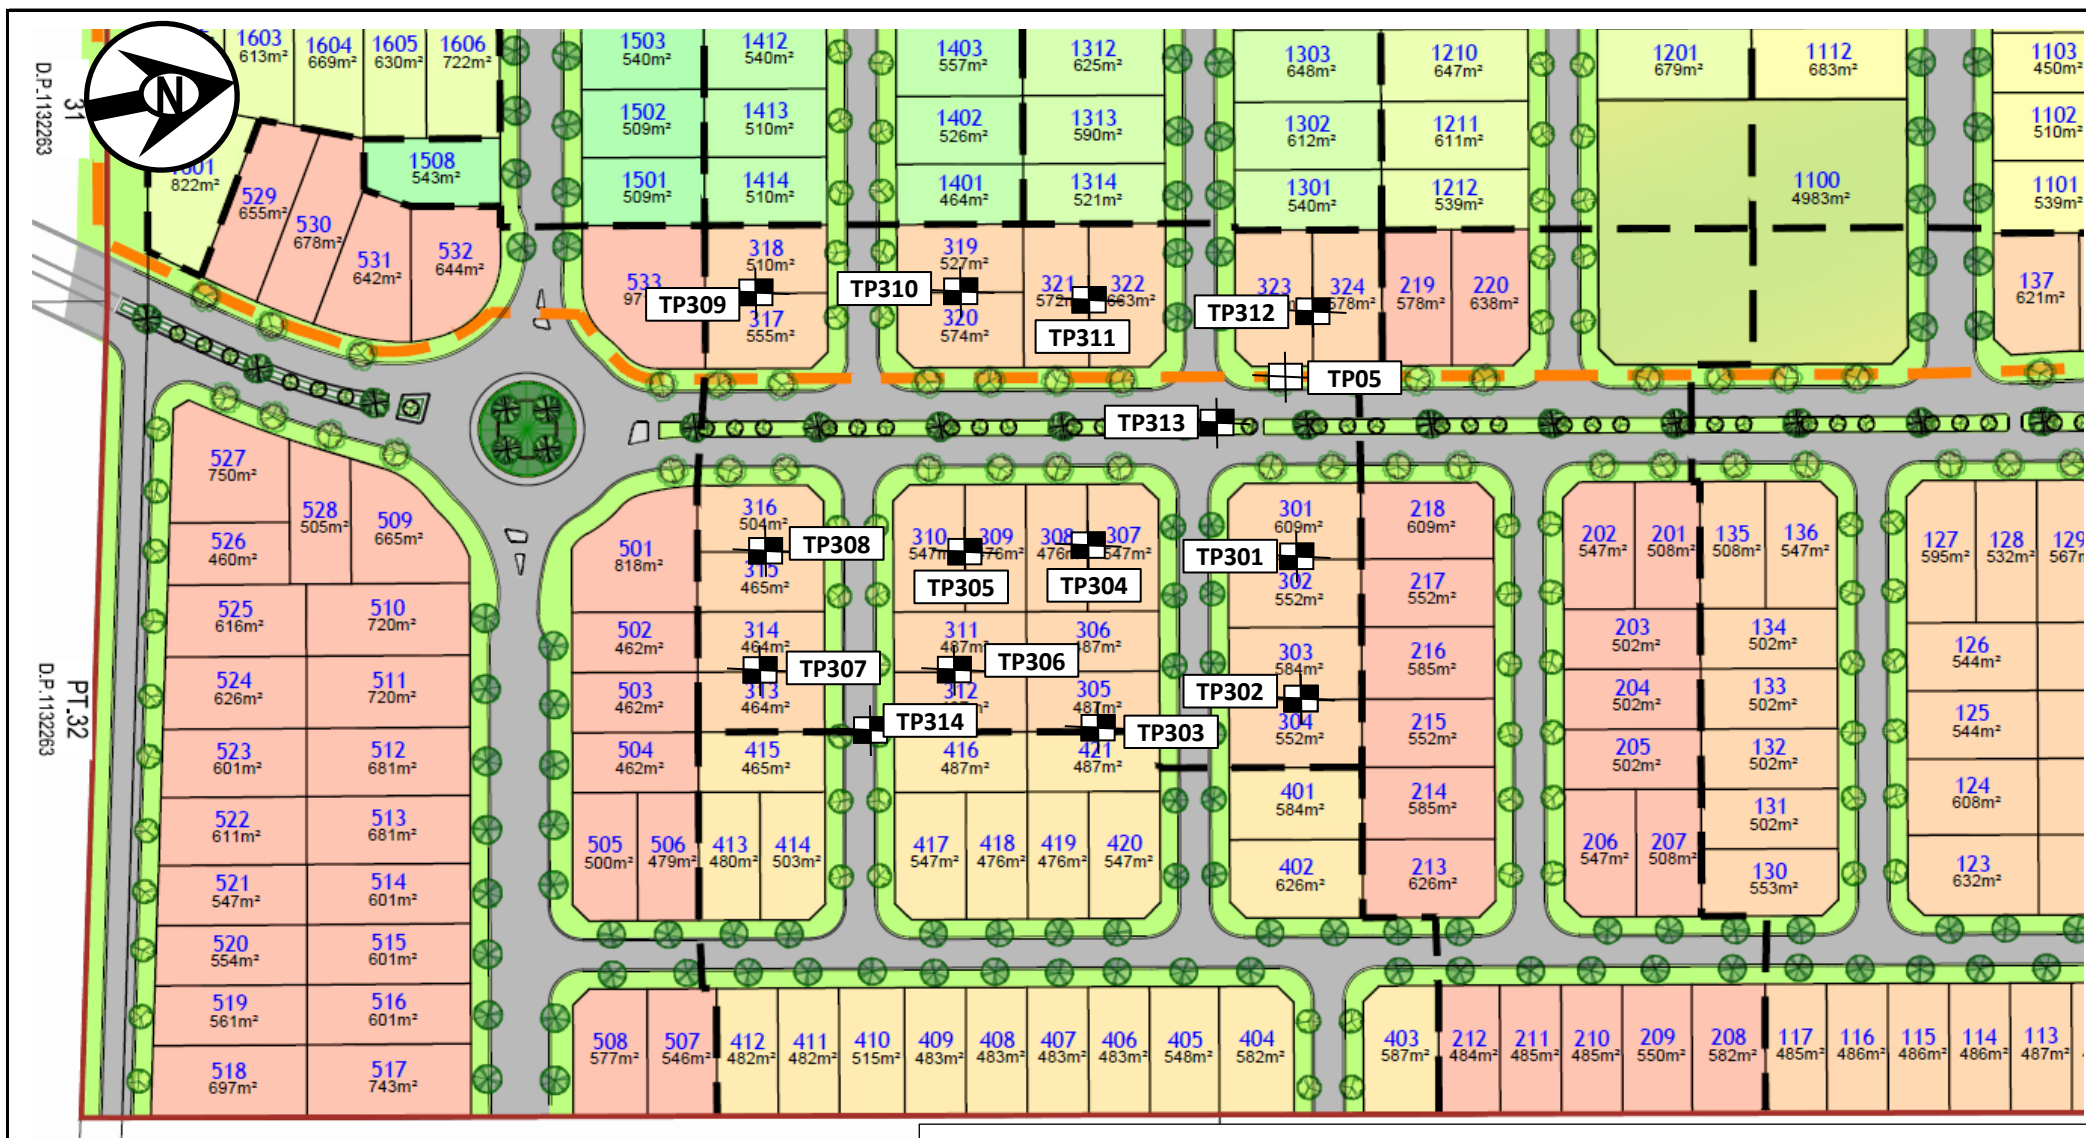 1603
613m²
1604
669m²
1605
630m²
1606
722m²
1503
540m²
1412
540m²
1403
557m²
1312
625m²
1303
648m²
1210
647m²
1201
679m²
1112
683m²
1103
450m²
D.P.1132263
31
N
1502
509m²
1413
510m²
1402
526m²
1313
590m²
1302
612m²
1211
611m²
1102
510m²
822m²
1508
543m²
529
655m²
530
678m²
531
642m²
532
644m²
1501
509m²
1414
510m²
1401
464m²
1314
521m²
1301
540m²
1212
539m²
1100
4983m²
1101
539m²
533
318
510m²
319
527m²
321
322
663m²
323
324
578m²
219
578m²
220
638m²
137
621m²
TP309
TP310
TP311
TP312
317
555m²
320
574m²
TP05
TP313
527
750m²
528
505m²
509
665m²
526
460m²
501
818m²
316
504m²
TP308
315
465m²
310
309
308
307
547m²
476m²
TP305
TP304
301
609m²
TP301
302
552m²
218
609m²
217
552m²
202
547m²
201
508m²
135
508m²
136
547m²
127
595m²
128
532m²
129
525
616m²
510
720m²
502
462m²
314
464m²
311
487m²
306
487m²
303
584m²
216
585m²
203
502m²
134
502m²
126
544m²
TP307
TP306
TP302
PT.32
D.P.1132263
524
626m²
511
720m²
503
462m²
313
464m²
312
305
487m²
304
552m²
215
552m²
204
502m²
133
502m²
125
544m²
TP314
TP303
523
601m²
512
681m²
504
462m²
415
465m²
416
487m²
421
487m²
205
502m²
132
502m²
522
611m²
513
681m²
401
584m²
214
585m²
131
502m²
124
608m²
505
500m²
506
479m²
413
480m²
414
503m²
417
547m²
418
476m²
419
476m²
420
547m²
402
626m²
213
626m²
206
547m²
207
508m²
130
553m²
123
632m²
521
547m²
514
601m²
520
554m²
515
601m²
519
561m²
516
601m²
518
697m²
517
743m²
508
577m²
507
546m²
412
482m²
411
482m²
410
515m²
409
483m²
408
483m²
407
483m²
406
483m²
405
548m²
404
582m²
403
587m²
212
484m²
211
485m²
210
485m²
209
550m²
208
582m²
117
485m²
116
486m²
115
486m²
114
486m²
113
487m²